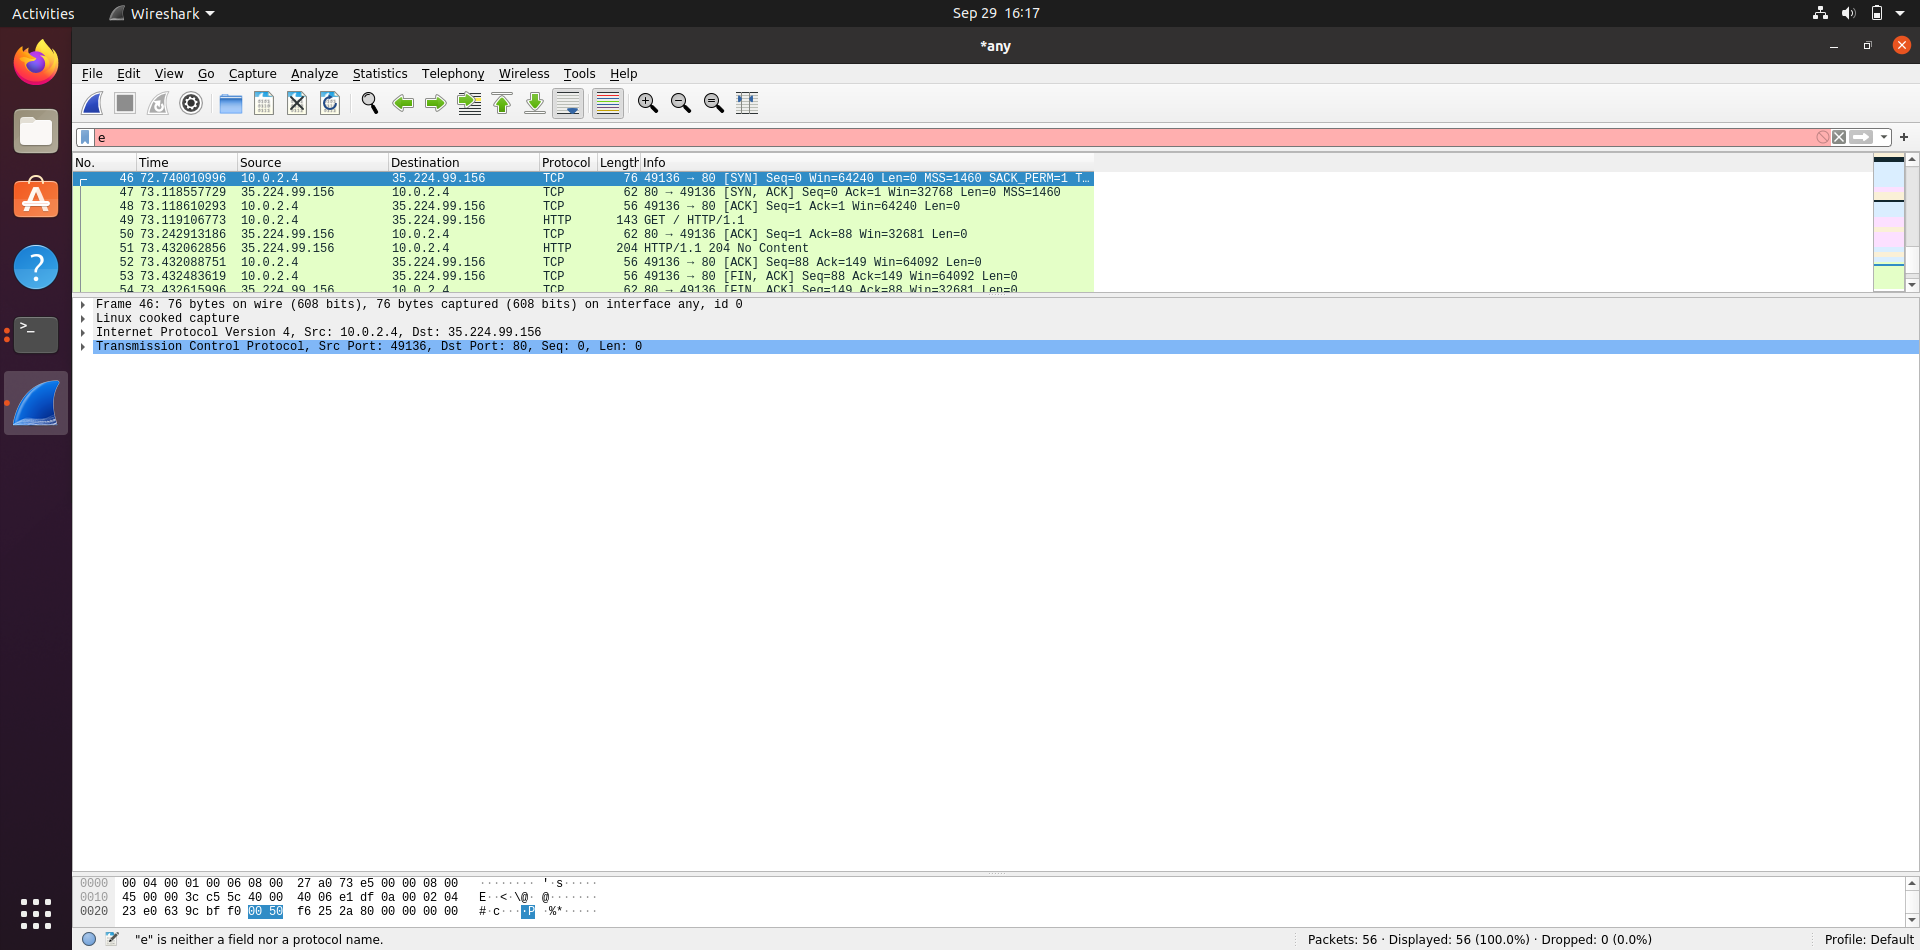 Activities Wireshark Sep 29 16:17
*any
File Edit View Go Capture Analyze Statistics Telephony Wireless Tools Help
e
No. Time Source Destination Protocol Length Info
46 72.740010996 10.0.2.4 35.224.99.156 TCP 76 49136 → 80 [SYN] Seq=0 Win=64240 Len=0 MSS=1460 SACK_PERM=1 T…
47 73.118557729 35.224.99.156 10.0.2.4 TCP 62 80 → 49136 [SYN, ACK] Seq=0 Ack=1 Win=32768 Len=0 MSS=1460
48 73.118610293 10.0.2.4 35.224.99.156 TCP 56 49136 → 80 [ACK] Seq=1 Ack=1 Win=64240 Len=0
49 73.119106773 10.0.2.4 35.224.99.156 HTTP 143 GET / HTTP/1.1
50 73.242913186 35.224.99.156 10.0.2.4 TCP 62 80 → 49136 [ACK] Seq=1 Ack=88 Win=32681 Len=0
51 73.432062856 35.224.99.156 10.0.2.4 HTTP 204 HTTP/1.1 204 No Content
52 73.432088751 10.0.2.4 35.224.99.156 TCP 56 49136 → 80 [ACK] Seq=88 Ack=149 Win=64092 Len=0
53 73.432483619 10.0.2.4 35.224.99.156 TCP 56 49136 → 80 [FIN, ACK] Seq=88 Ack=149 Win=64092 Len=0
54 73.432615996 35.224.99.156 10.0.2.4 TCP 62 80 → 49136 [FIN, ACK] Seq=149 Ack=88 Win=32681 Len=0
Frame 46: 76 bytes on wire (608 bits), 76 bytes captured (608 bits) on interface any, id 0
Linux cooked capture
Internet Protocol Version 4, Src: 10.0.2.4, Dst: 35.224.99.156
Transmission Control Protocol, Src Port: 49136, Dst Port: 80, Seq: 0, Len: 0
0000 00 04 00 01 00 06 08 00 27 a0 73 e5 00 00 08 00 ········ '·s·····
0010 45 00 00 3c c5 5c 40 00 40 06 e1 df 0a 00 02 04 E··<·\@· @·······
0020 23 e0 63 9c bf f0 00 50 f6 25 2a 80 00 00 00 00 #·c····P ·%*·····
"e" is neither a field nor a protocol name. Packets: 56 · Displayed: 56 (100.0%) · Dropped: 0 (0.0%) Profile: Default